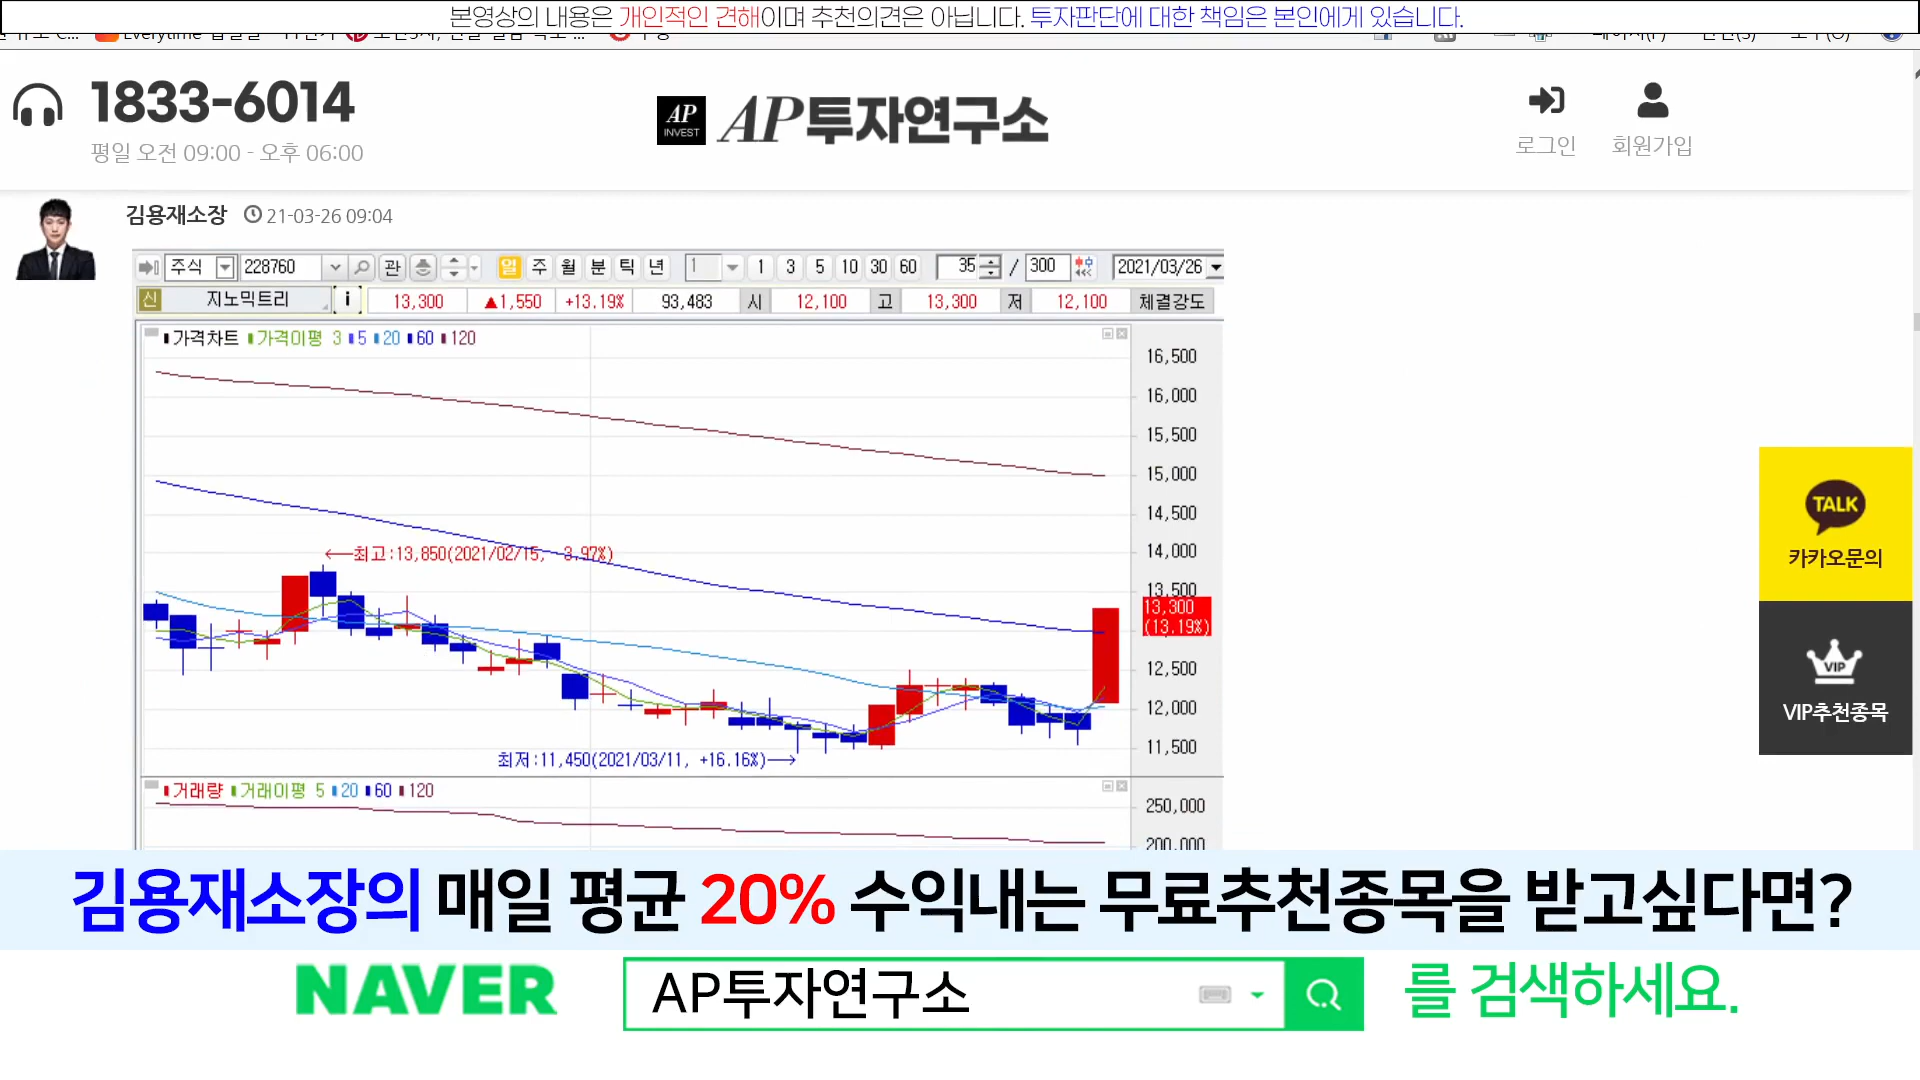 본영상의 내용은 개인적인 견해이며 추천의견은 아닙니다. 투자판단에 대한 책임은 본인에게 있습니다.
1833-6014
평일 오전 09:00 - 오후 06:00
AP INVEST AP투자연구소
로그인 회원가입
김용재소장 21-03-26 09:04
주식 228760 관 일 주 월 분 틱 년 1 1 3 5 10 30 60 35 / 300 2021/03/26
신 지노믹트리 i 13,300 ▲1,550 +13.19% 93,483 시 12,100 고 13,300 저 12,100 체결강도
가격차트 가격이평 3 5 20 60 120
16,500
16,000
15,500
15,000
14,500
14,000
←최고:13,850(2021/02/15, -3.97%)
13,500
13,300
(13.19%)
12,500
12,000
11,500
최저:11,450(2021/03/11, +16.16%)→
거래량 거래이평 5 20 60 120
250,000
200,000
TALK
카카오문의
VIP
VIP추천종목
김용재소장의 매일 평균 20% 수익내는 무료추천종목을 받고싶다면?
NAVER AP투자연구소 를 검색하세요.